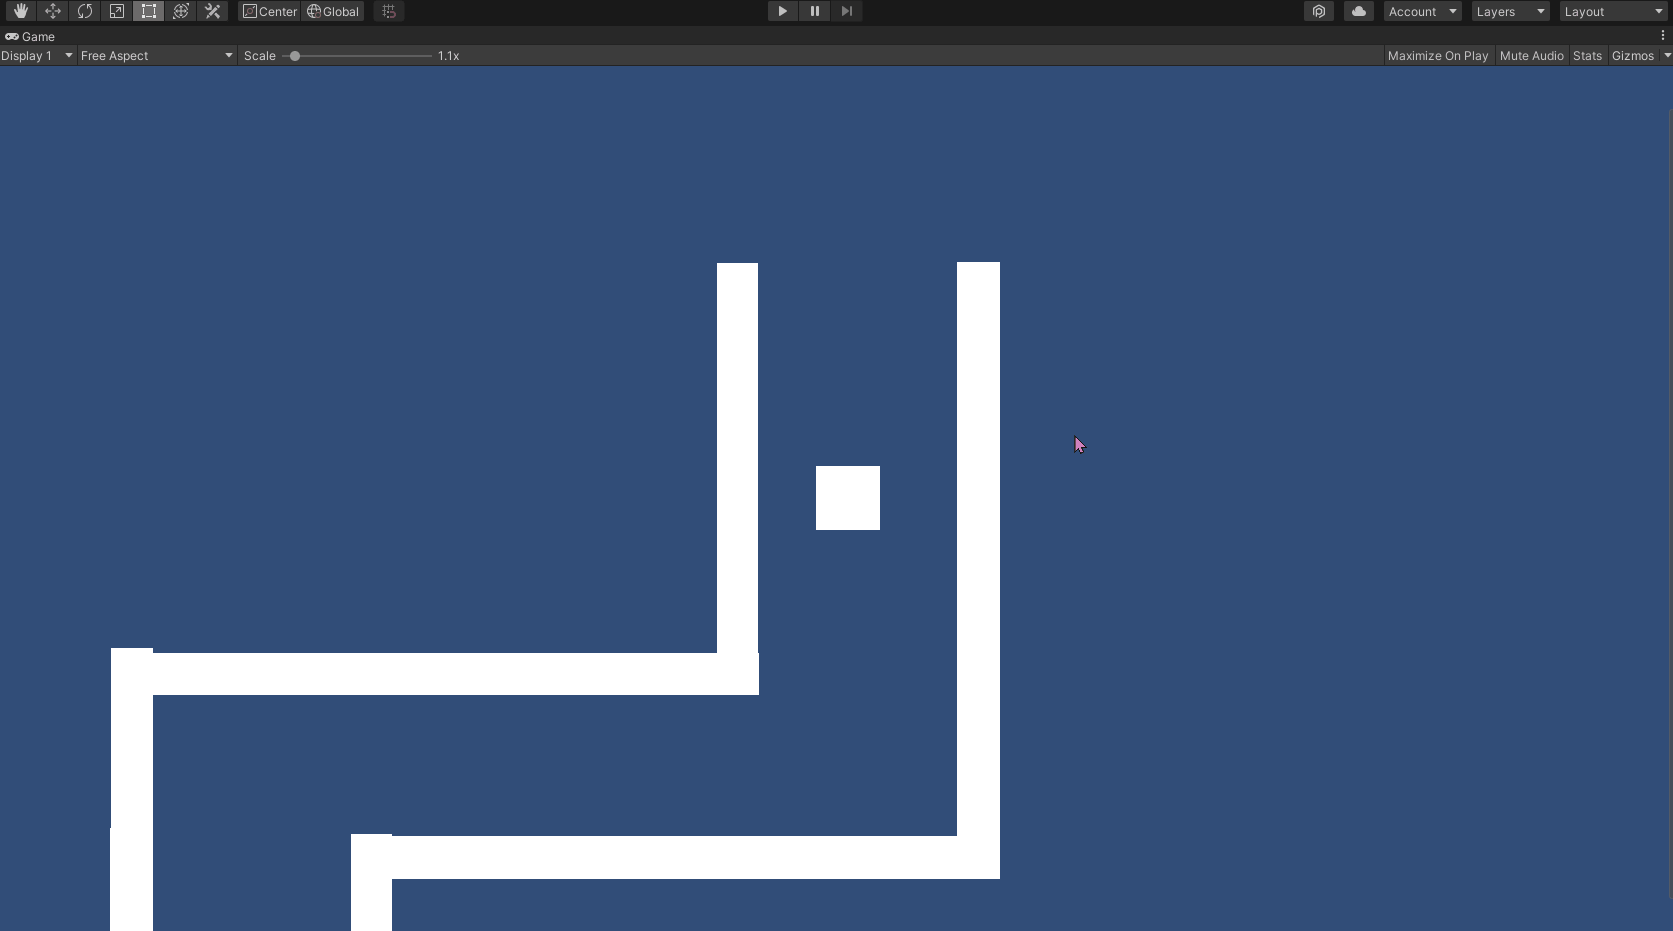 Center Global Account Layers Layout
Game
Display 1 Free Aspect Scale 1.1x Maximize On Play Mute Audio Stats Gizmos